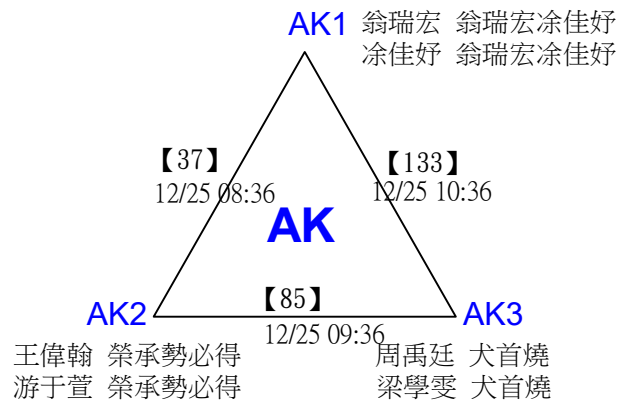 AK1 翁瑞宏 翁瑞宏凃佳妤
凃佳妤 翁瑞宏凃佳妤
【37】
12/25 08:36
【133】
12/25 10:36
AK
【85】
12/25 09:36
AK2
王偉翰 榮承勢必得
游于萱 榮承勢必得
AK3
周禹廷 犬首燒
梁學雯 犬首燒